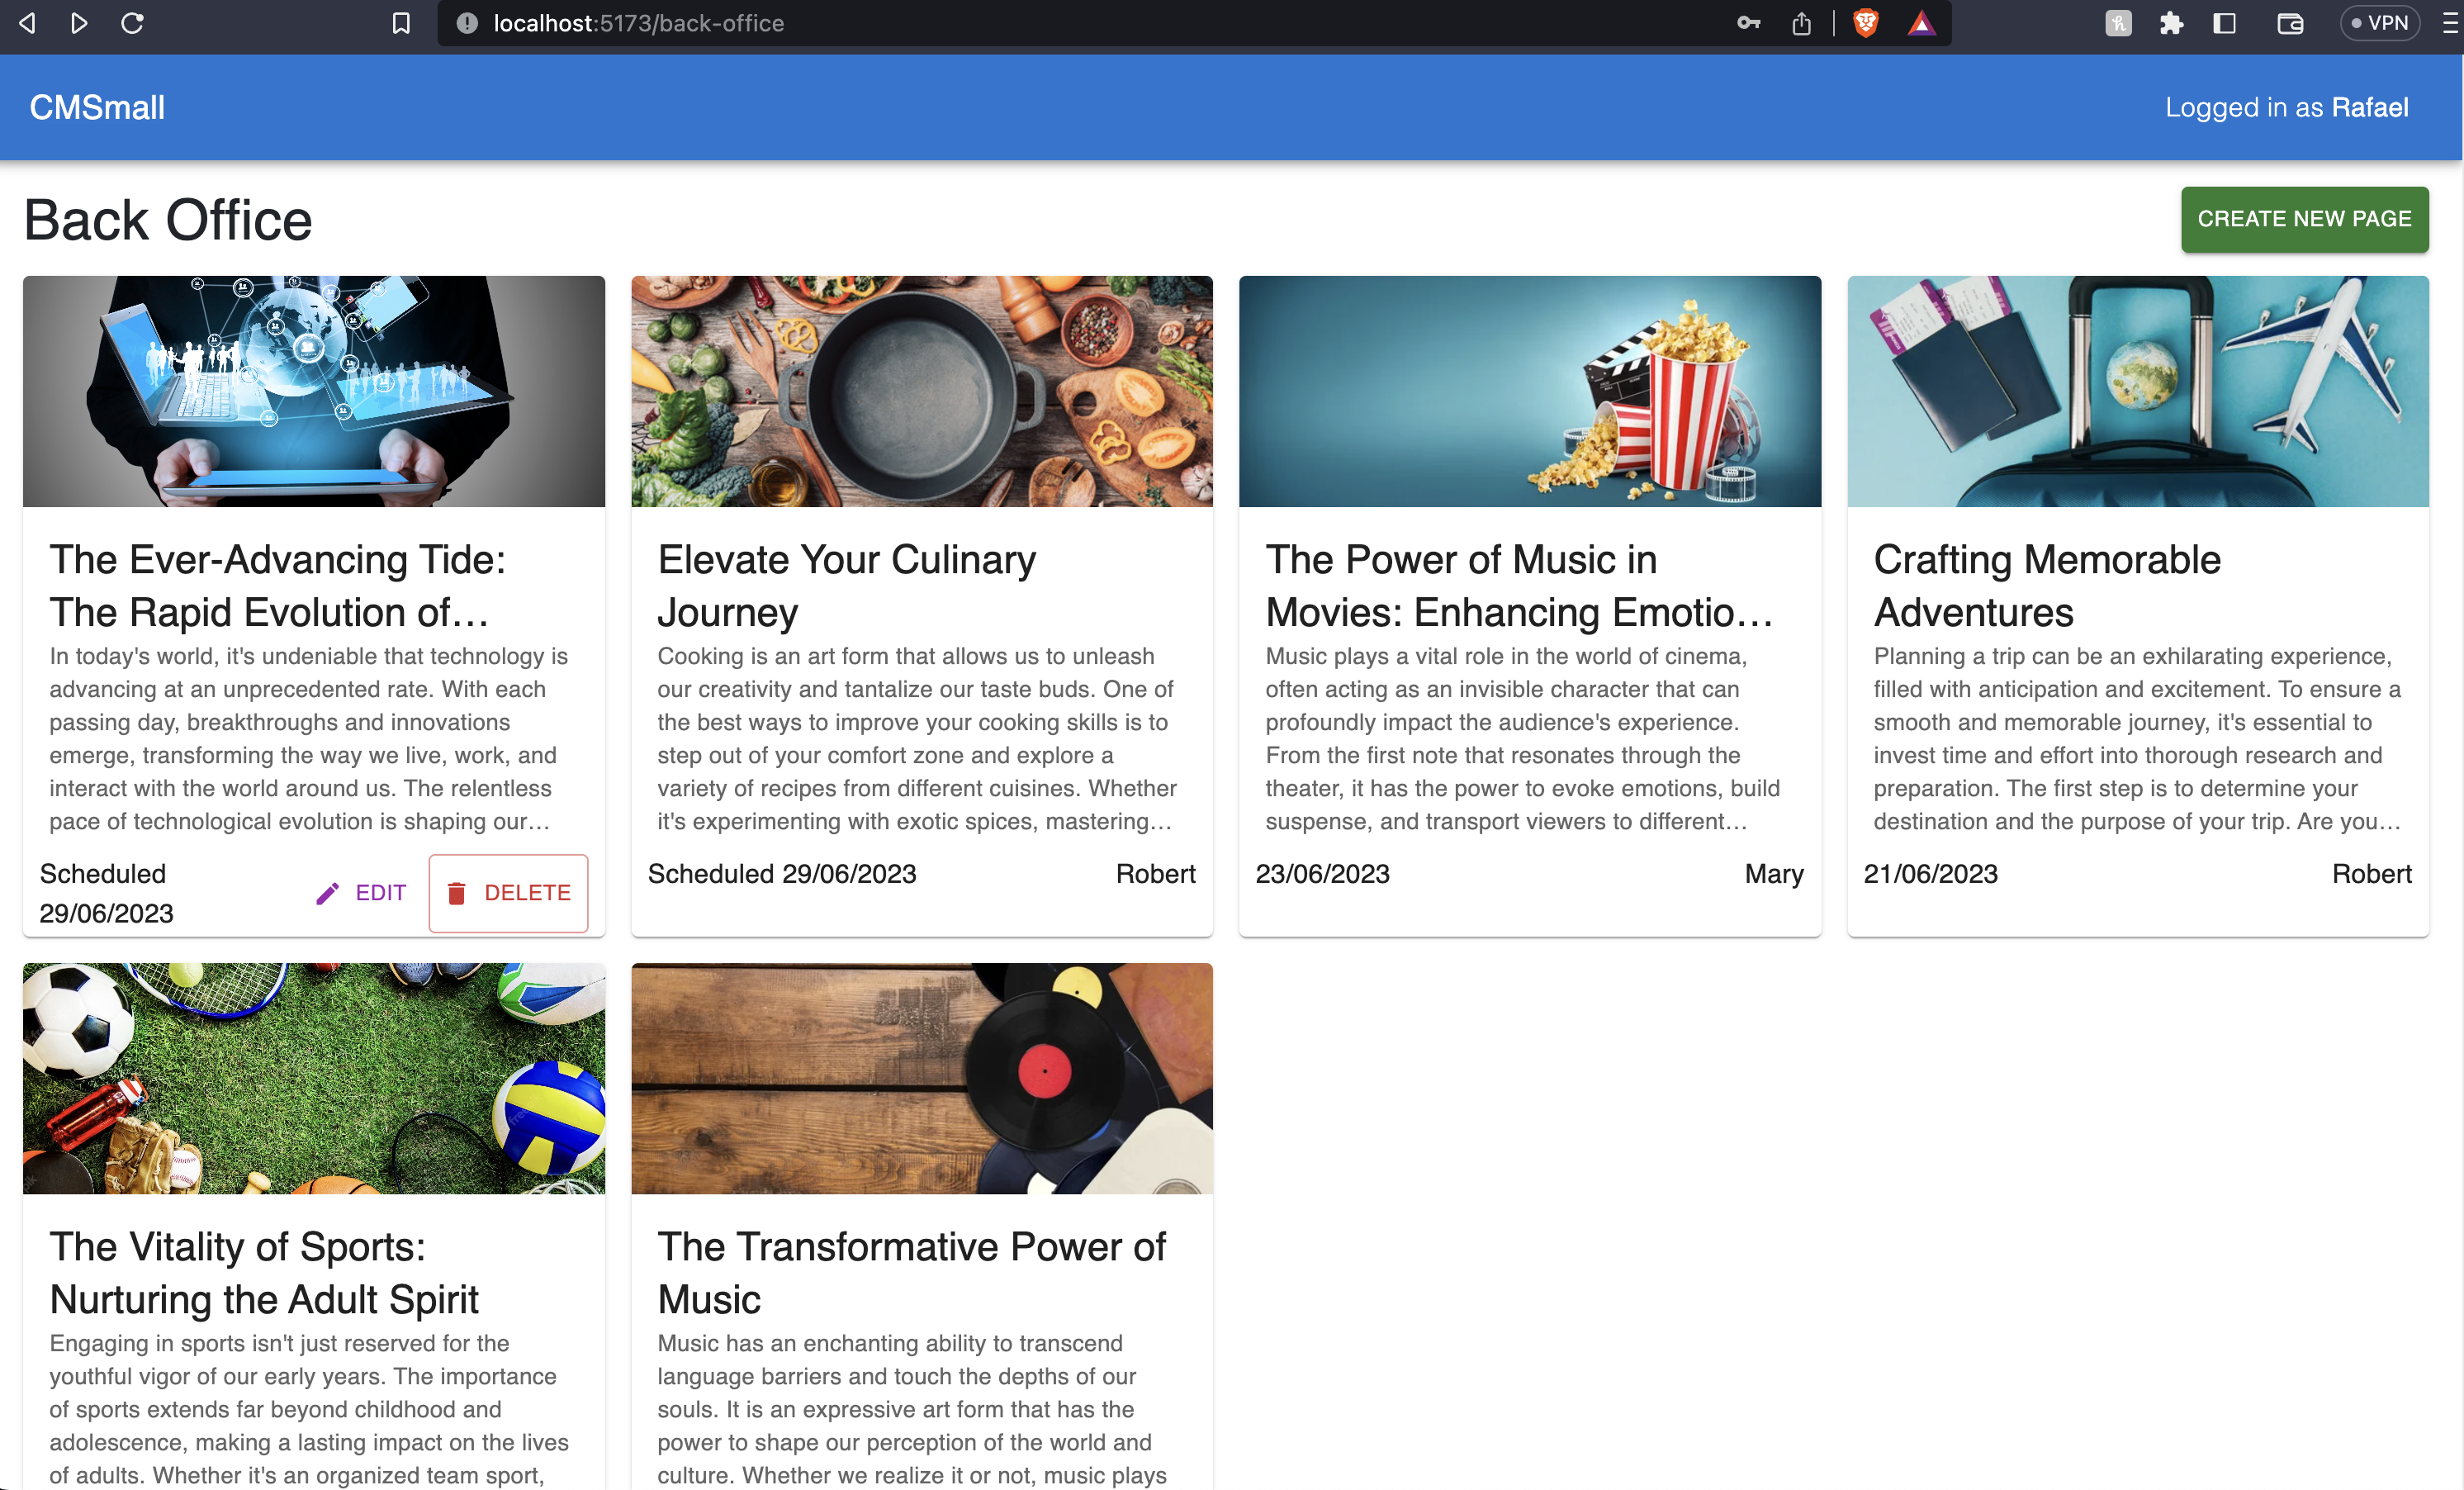 localhost:5173/back-office
VPN
CMSmall
Logged in as Rafael
Back Office
CREATE NEW PAGE
The Ever-Advancing Tide:
The Rapid Evolution of…
In today's world, it's undeniable that technology is
advancing at an unprecedented rate. With each
passing day, breakthroughs and innovations
emerge, transforming the way we live, work, and
interact with the world around us. The relentless
pace of technological evolution is shaping our…
Scheduled
29/06/2023
EDIT
DELETE
Elevate Your Culinary
Journey
Cooking is an art form that allows us to unleash
our creativity and tantalize our taste buds. One of
the best ways to improve your cooking skills is to
step out of your comfort zone and explore a
variety of recipes from different cuisines. Whether
it's experimenting with exotic spices, mastering…
Scheduled 29/06/2023
Robert
The Power of Music in
Movies: Enhancing Emotio…
Music plays a vital role in the world of cinema,
often acting as an invisible character that can
profoundly impact the audience's experience.
From the first note that resonates through the
theater, it has the power to evoke emotions, build
suspense, and transport viewers to different…
23/06/2023
Mary
Crafting Memorable
Adventures
Planning a trip can be an exhilarating experience,
filled with anticipation and excitement. To ensure a
smooth and memorable journey, it's essential to
invest time and effort into thorough research and
preparation. The first step is to determine your
destination and the purpose of your trip. Are you…
21/06/2023
Robert
The Vitality of Sports:
Nurturing the Adult Spirit
Engaging in sports isn't just reserved for the
youthful vigor of our early years. The importance
of sports extends far beyond childhood and
adolescence, making a lasting impact on the lives
of adults. Whether it's an organized team sport,
The Transformative Power of
Music
Music has an enchanting ability to transcend
language barriers and touch the depths of our
souls. It is an expressive art form that has the
power to shape our perception of the world and
culture. Whether we realize it or not, music plays